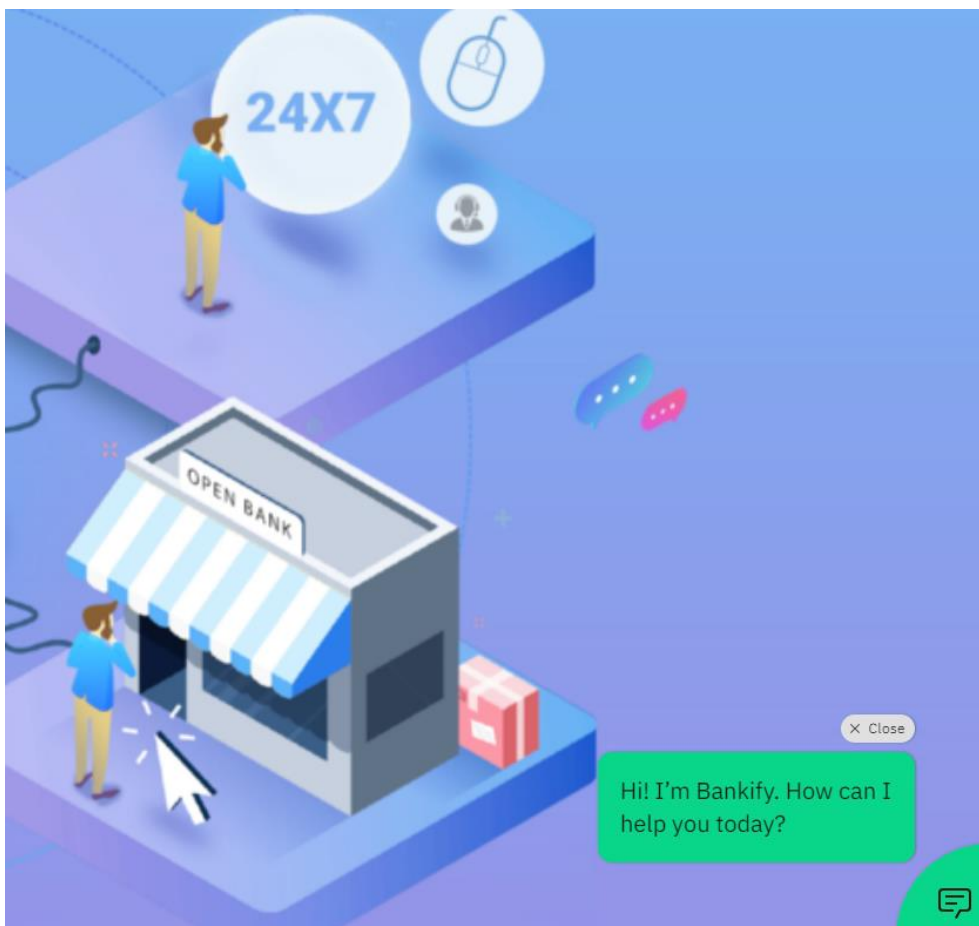 24X7
OPEN BANK
× Close
Hi! I'm Bankify. How can I
help you today?